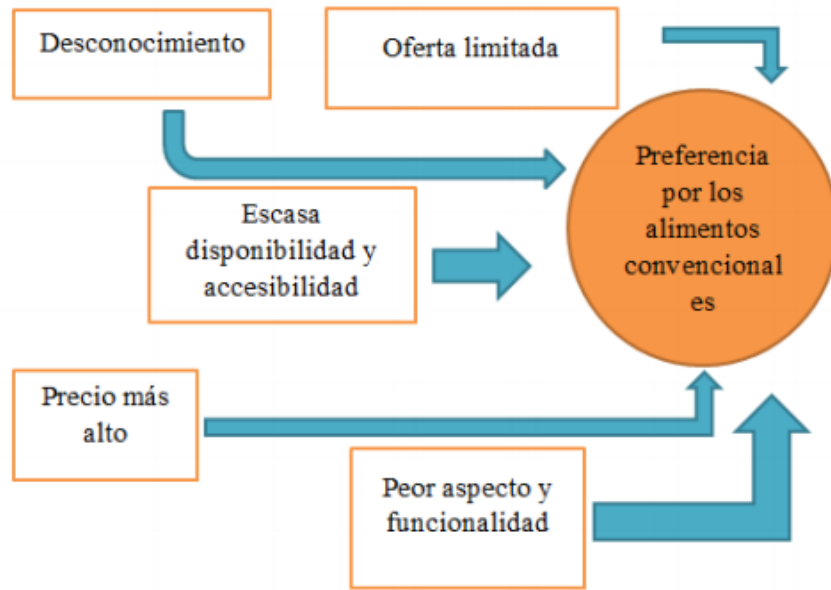 Desconocimiento
Oferta limitada
Preferencia
por los
alimentos
convencional
es
Escasa
disponibilidad y
accesibilidad
Precio más
alto
Peor aspecto y
funcionalidad